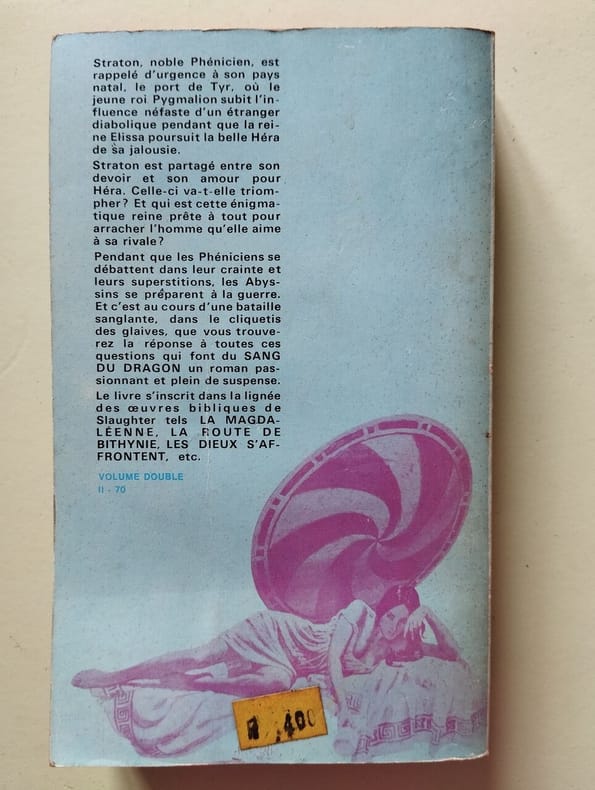 Straton, noble Phénicien, est
rappelé d'urgence à son pays
natal, le port de Tyr, où le
jeune roi Pygmalion subit l'in-
fluence néfaste d'un étranger
diabolique pendant que la rei-
ne Elissa poursuit la belle Héra
de sa jalousie.
Straton est partagé entre son
devoir et son amour pour
Héra. Celle-ci va-t-elle triom-
pher ? Et qui est cette énigma-
tique reine prête à tout pour
arracher l'homme qu'elle aime
à sa rivale ?
Pendant que les Phéniciens se
débattent dans leur crainte et
leurs superstitions, les Abys-
sins se préparent à la guerre.
Et c'est au cours d'une bataille
sanglante, dans le cliquetis
des glaives, que vous trouve-
rez la réponse à toutes ces
questions qui font du SANG
DU DRAGON un roman pas-
sionnant et plein de suspense.
Le livre s'inscrit dans la lignée
des œuvres bibliques de
Slaughter tels LA MAGDA-
LÉENNE, LA ROUTE DE
BITHYNIE, LES DIEUX S'AF-
FRONTENT, etc.
VOLUME DOUBLE
II - 70
400